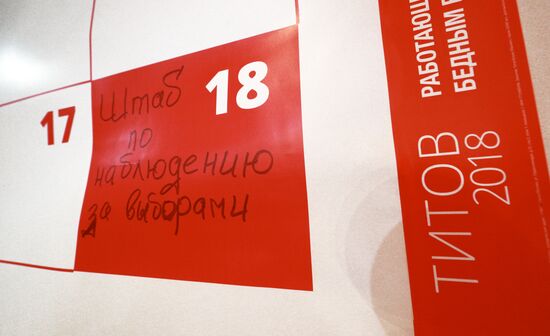 17
18
Штаб
по
наблюдению
за выборами
РАБОТАЮЩ
БЕДНЫМ
ТИТОВ
2018